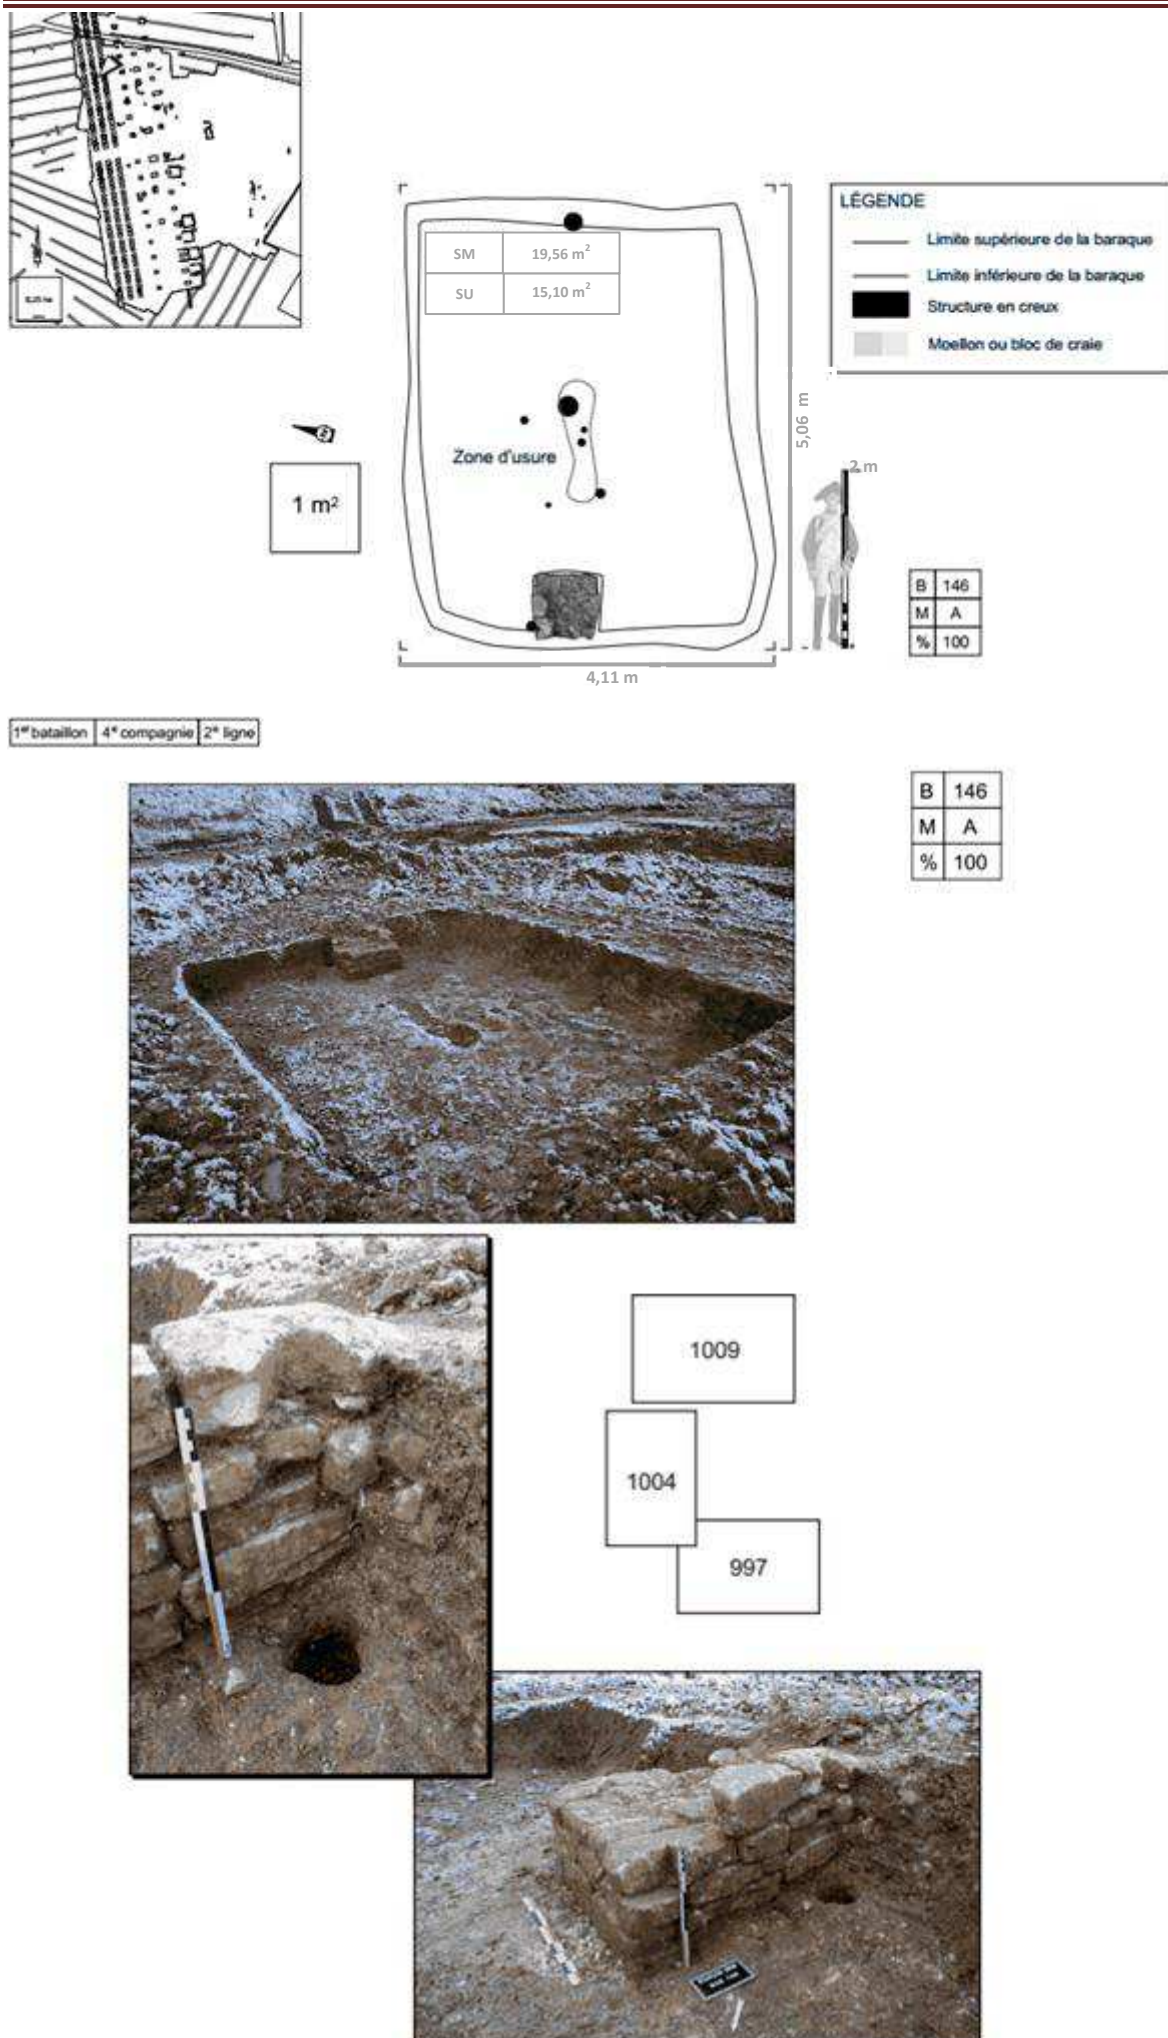 LÉGENDE
Limite supérieure de la baraque
Limite inférieure de la baraque
Structure en creux
Moellon ou bloc de craie
SM 19,56 m²
SU 15,10 m²
5,06 m
Zone d'usure
2 m
1 m²
B 146
M A
% 100
4,11 m
1er bataillon 4e compagnie 2e ligne
B 146
M A
% 100
1009
1004
997